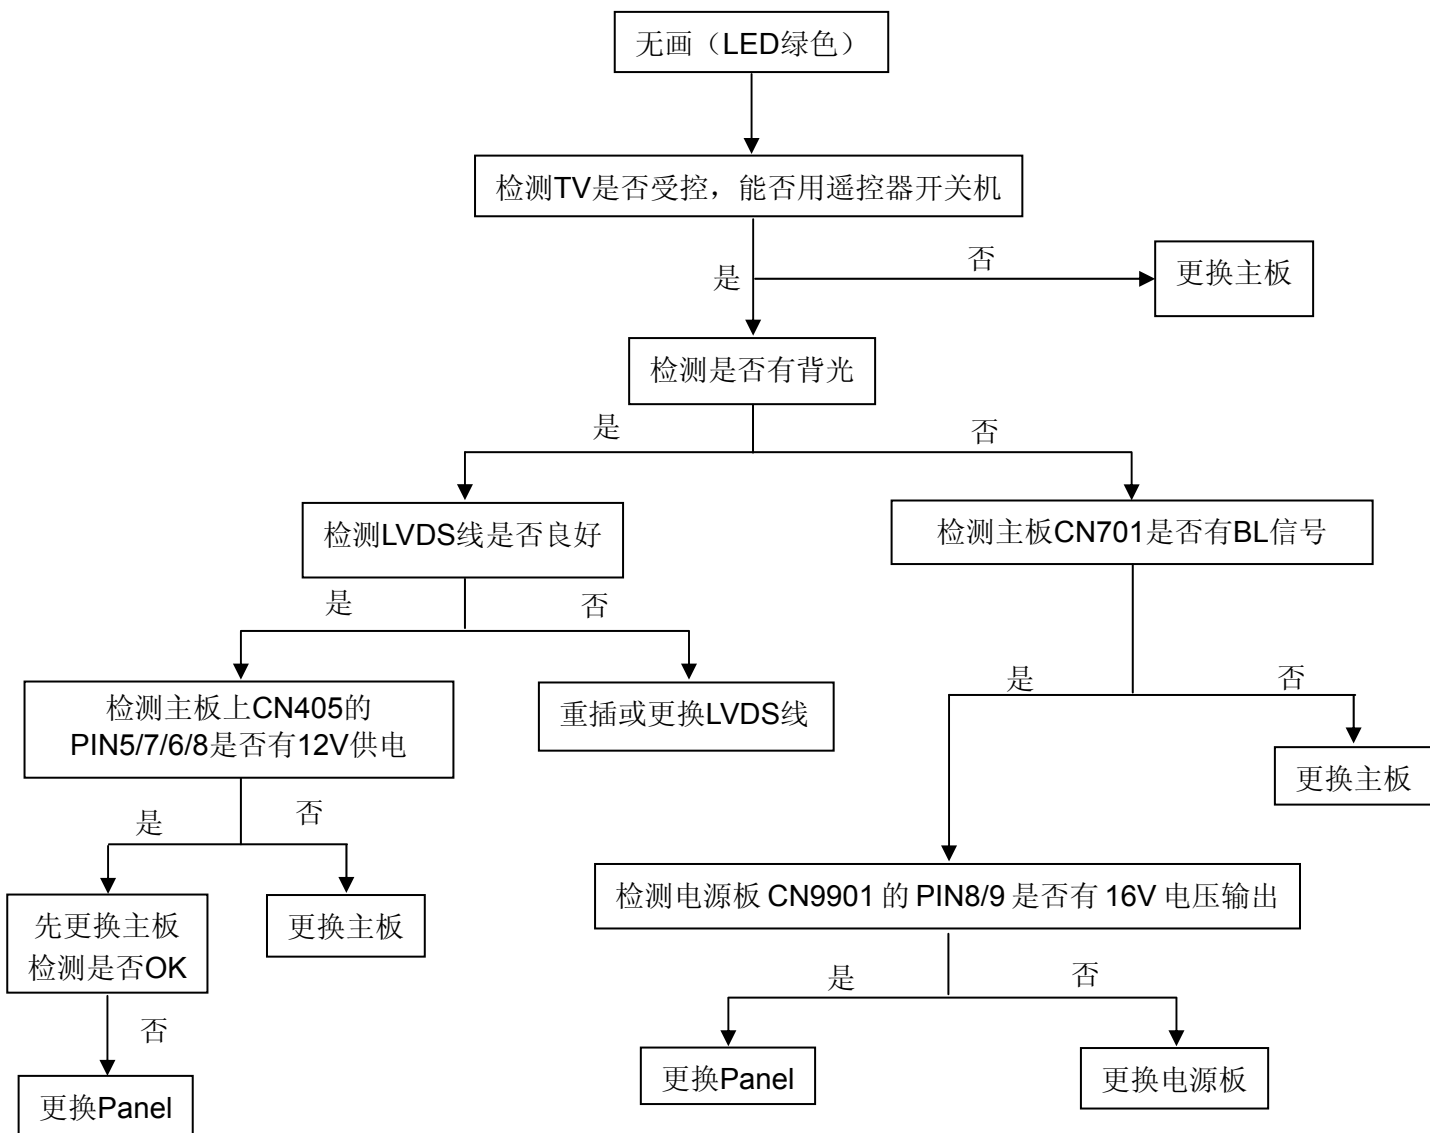 无画（LED绿色）
检测TV是否受控，能否用遥控器开关机
是
否
更换主板
检测是否有背光
是
否
检测LVDS线是否良好
检测主板CN701是否有BL信号
是
否
是
否
检测主板上CN405的
PIN5/7/6/8是否有12V供电
重插或更换LVDS线
更换主板
是
否
检测电源板 CN9901 的 PIN8/9 是否有 16V 电压输出
先更换主板
检测是否OK
更换主板
是
否
否
更换Panel
更换电源板
更换Panel